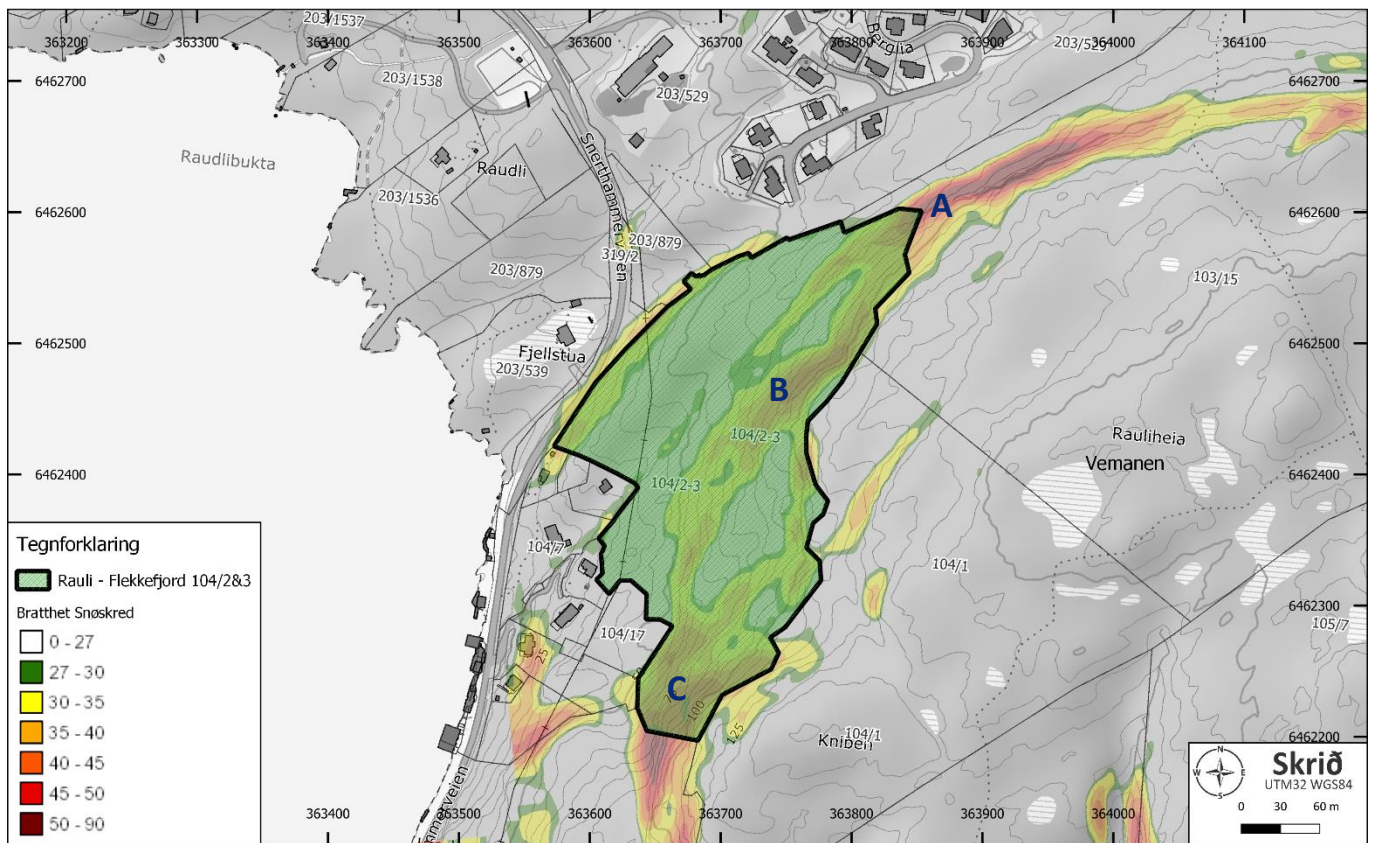 363200
363300
363400
363500
363600
363700
363800
363900
364000
364100
203/1537
203/529
Berglia
6462700
6462700
203/1538
203/529
Raudlibukta
Raudli
Snerthammerveien
203/1536
A
6462600
6462600
203/879
319/2
203/879
103/15
6462500
6462500
Fjellstua
203/539
B
104/2-3
Rauliheia
Vemanen
6462400
6462400
104/2-3
104/7
104/1
105/7
6462300
6462300
104/17
25
C
100
125
Kniben
104/1
6462200
Tegnforklaring
Rauli - Flekkefjord 104/2&3
Bratthet Snøskred
0 - 27
27 - 30
30 - 35
35 - 40
40 - 45
45 - 50
50 - 90
mmerveien
N
W
E
S
Skrið
UTM32 WGS84
0 30 60 m
363400
363500
363600
363700
363800
363900
364000